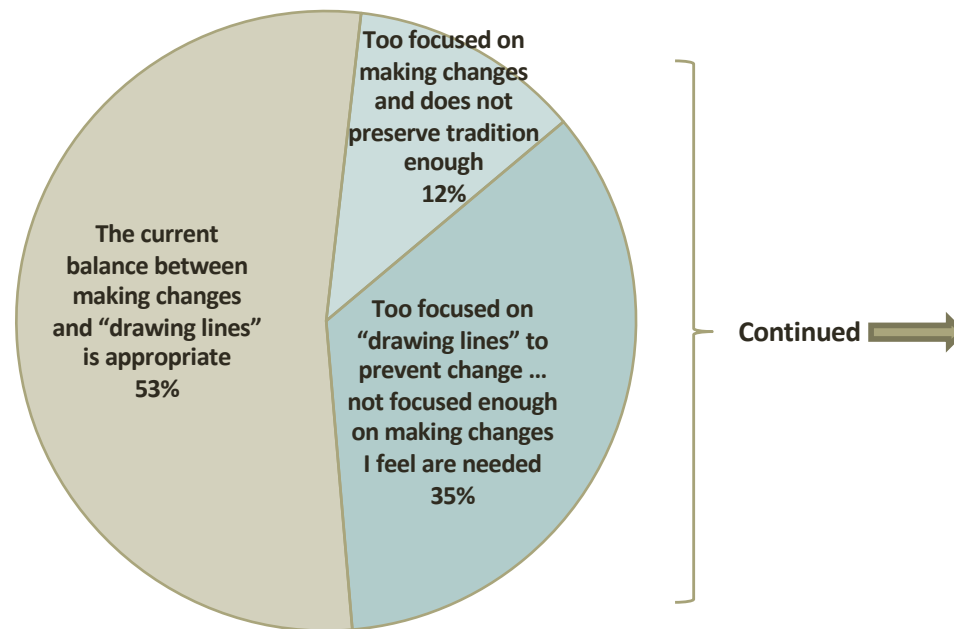 Too focused on
making changes
and does not
preserve tradition
enough
12%
The current
balance between
making changes
and “drawing lines”
is appropriate
53%
Too focused on
“drawing lines” to
prevent change ...
not focused enough
on making changes
I feel are needed
35%
Continued